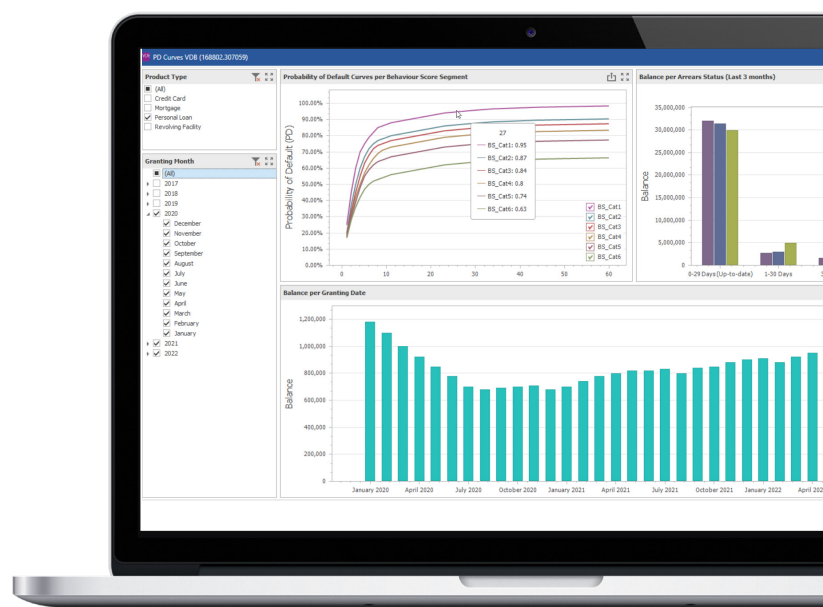 PD Curves VDB (168802.307059)
Product Type
(All)
Credit Card
Mortgage
Personal Loan
Revolving Facility
Granting Month
(All)
2017
2018
2019
2020
December
November
October
September
August
July
June
May
April
March
February
January
2021
2022
Probability of Default Curves per Behaviour Score Segment
Probability of Default (PD)
100.00%
90.00%
80.00%
70.00%
60.00%
50.00%
40.00%
30.00%
20.00%
10.00%
0.00%
0 10 20 30 40 50 60
27
BS_Cat1: 0.95
BS_Cat2: 0.87
BS_Cat3: 0.84
BS_Cat4: 0.8
BS_Cat5: 0.74
BS_Cat6: 0.63
BS_Cat1
BS_Cat2
BS_Cat3
BS_Cat4
BS_Cat5
BS_Cat6
Balance per Arrears Status (Last 3 months)
Balance
35,000,000
30,000,000
25,000,000
20,000,000
15,000,000
10,000,000
5,000,000
0
0-29 Days(Up-to-date) 1-30 Days 3
Balance per Granting Date
Balance
1,200,000
1,000,000
800,000
600,000
400,000
200,000
0
January 2020 April 2020 July 2020 October 2020 January 2021 April 2021 July 2021 October 2021 January 2022 April 202